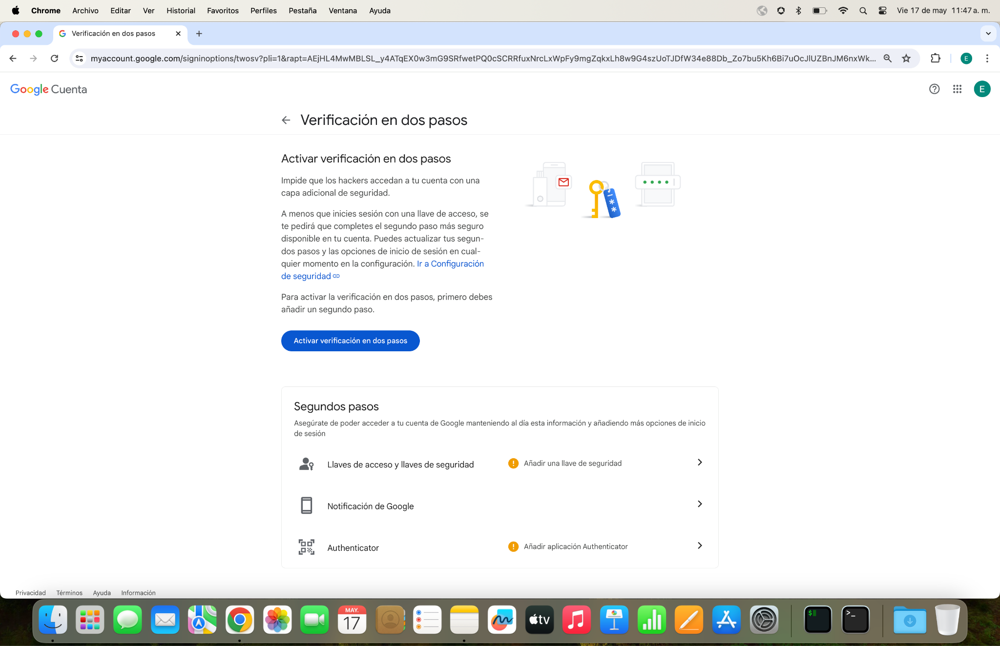 Chrome Archivo Editar Ver Historial Favoritos Perfiles Pestaña Ventana Ayuda Vie 17 de may 11:47 a. m.
Verificación en dos pasos
myaccount.google.com/signinoptions/twosv?pli=1&rapt=AEjHL4MwMBLSL_y4ATqEX0w3mG9SRfwetPQ0cSCRRfuxNrcLxWpFy9mgZqkxLh8w9G4szUoTJDfW34e88Db_Zo7bu5Kh6Bi7uOcJlUZBnJM6nxWk... E
Google Cuenta E
Verificación en dos pasos
Activar verificación en dos pasos
Impide que los hackers accedan a tu cuenta con una
capa adicional de seguridad.
A menos que inicies sesión con una llave de acceso, se
te pedirá que completes el segundo paso más seguro
disponible en tu cuenta. Puedes actualizar tus segun-
dos pasos y las opciones de inicio de sesión en cual-
quier momento en la configuración. Ir a Configuración
de seguridad
Para activar la verificación en dos pasos, primero debes
añadir un segundo paso.
Activar verificación en dos pasos
Segundos pasos
Asegúrate de poder acceder a tu cuenta de Google manteniendo al día esta información y añadiendo más opciones de inicio
de sesión
Llaves de acceso y llaves de seguridad Añadir una llave de seguridad
Notificación de Google
Authenticator Añadir aplicación Authenticator
Privacidad Términos Ayuda Información
MAY.
17
tv